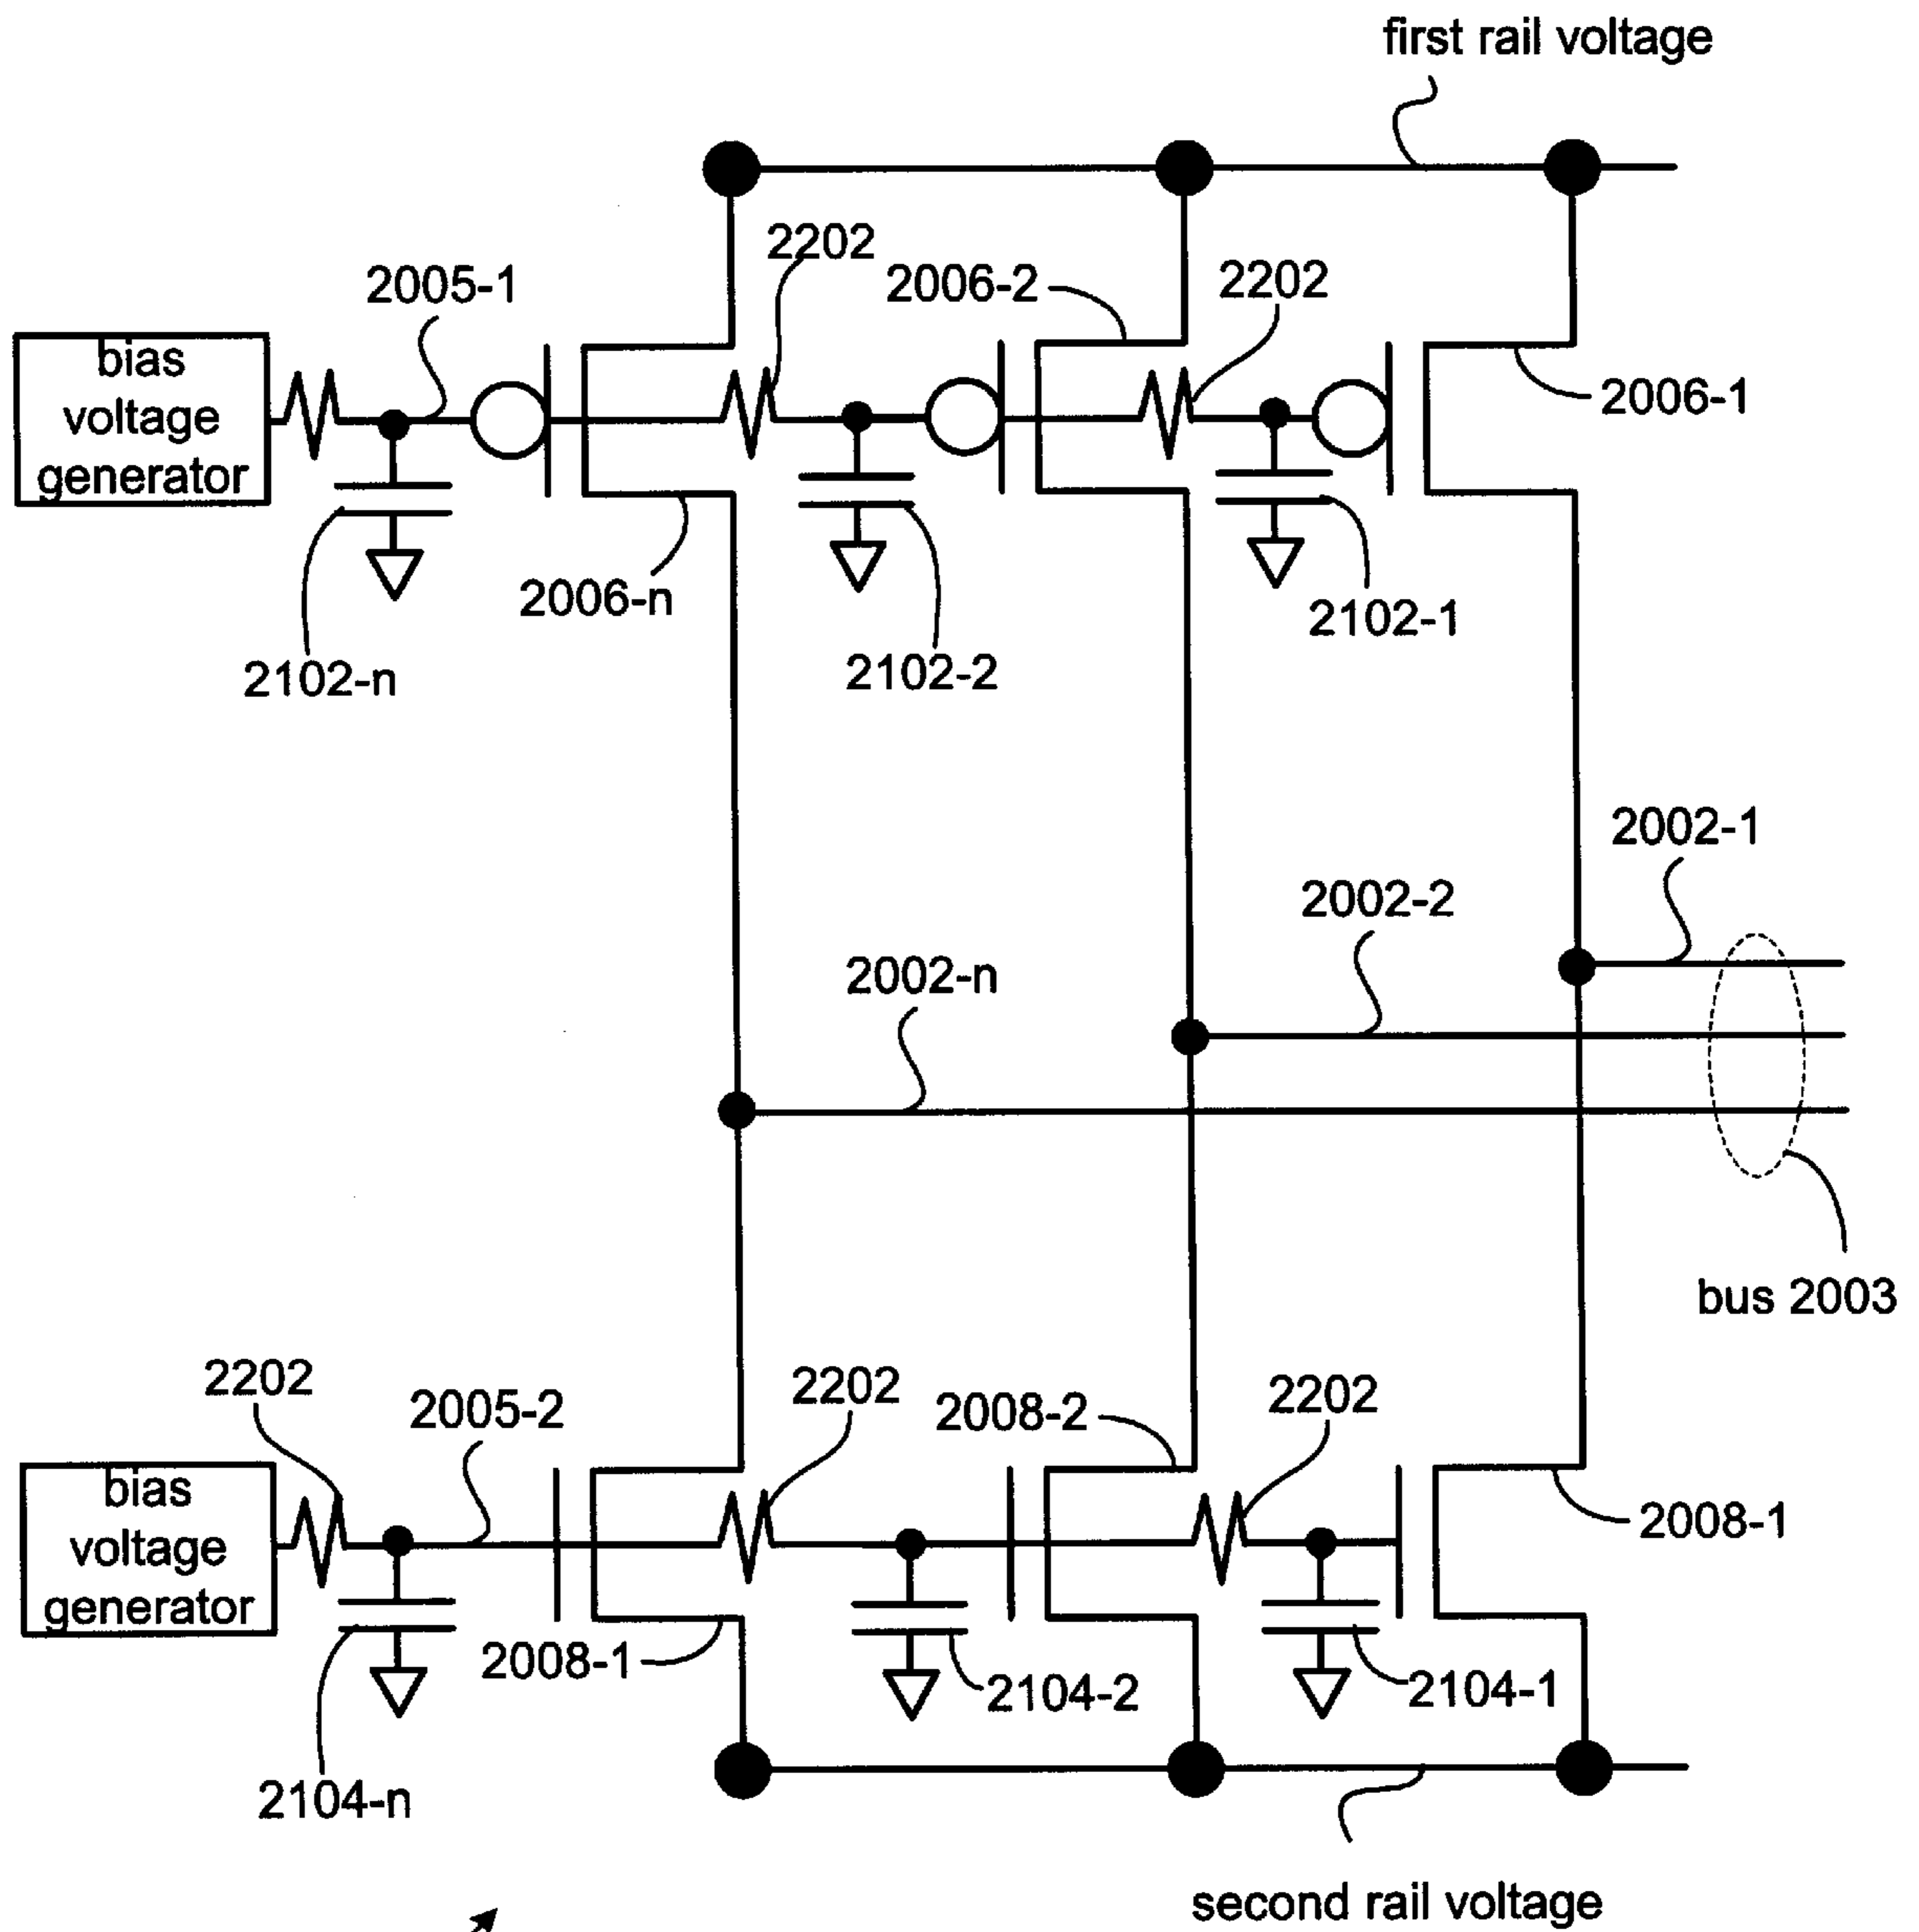 first rail voltage
2202
2005-1
2006-2
2202
bias
voltage
generator
2006-1
2006-n
2102-1
2102-n
2102-2
2002-1
2002-2
2002-n
bus 2003
2202
2005-2
2202
2008-2
2202
bias
voltage
generator
2008-1
2008-1
2104-2
2104-1
2104-n
second rail voltage